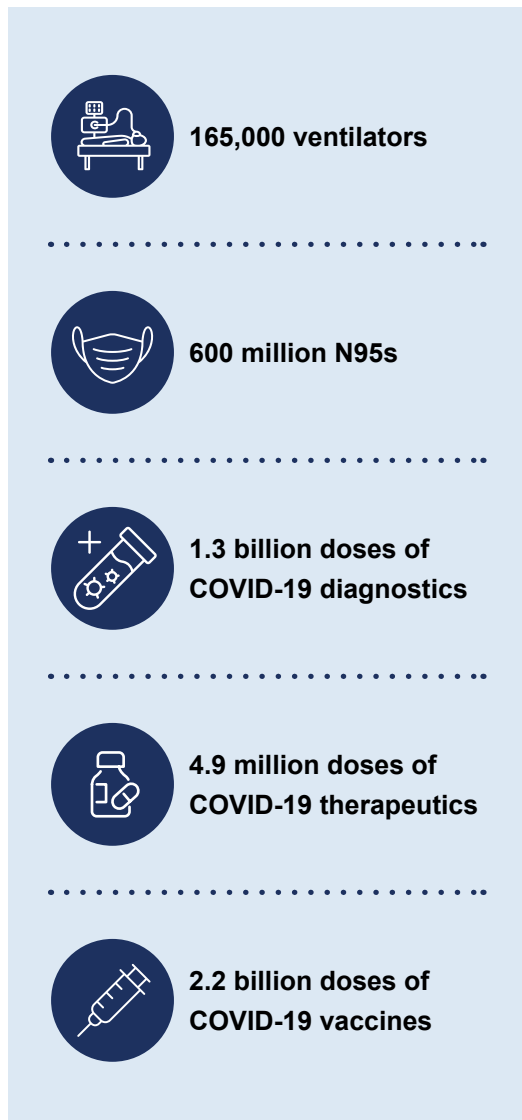 165,000 ventilators
600 million N95s
1.3 billion doses of
COVID-19 diagnostics
4.9 million doses of
COVID-19 therapeutics
2.2 billion doses of
COVID-19 vaccines